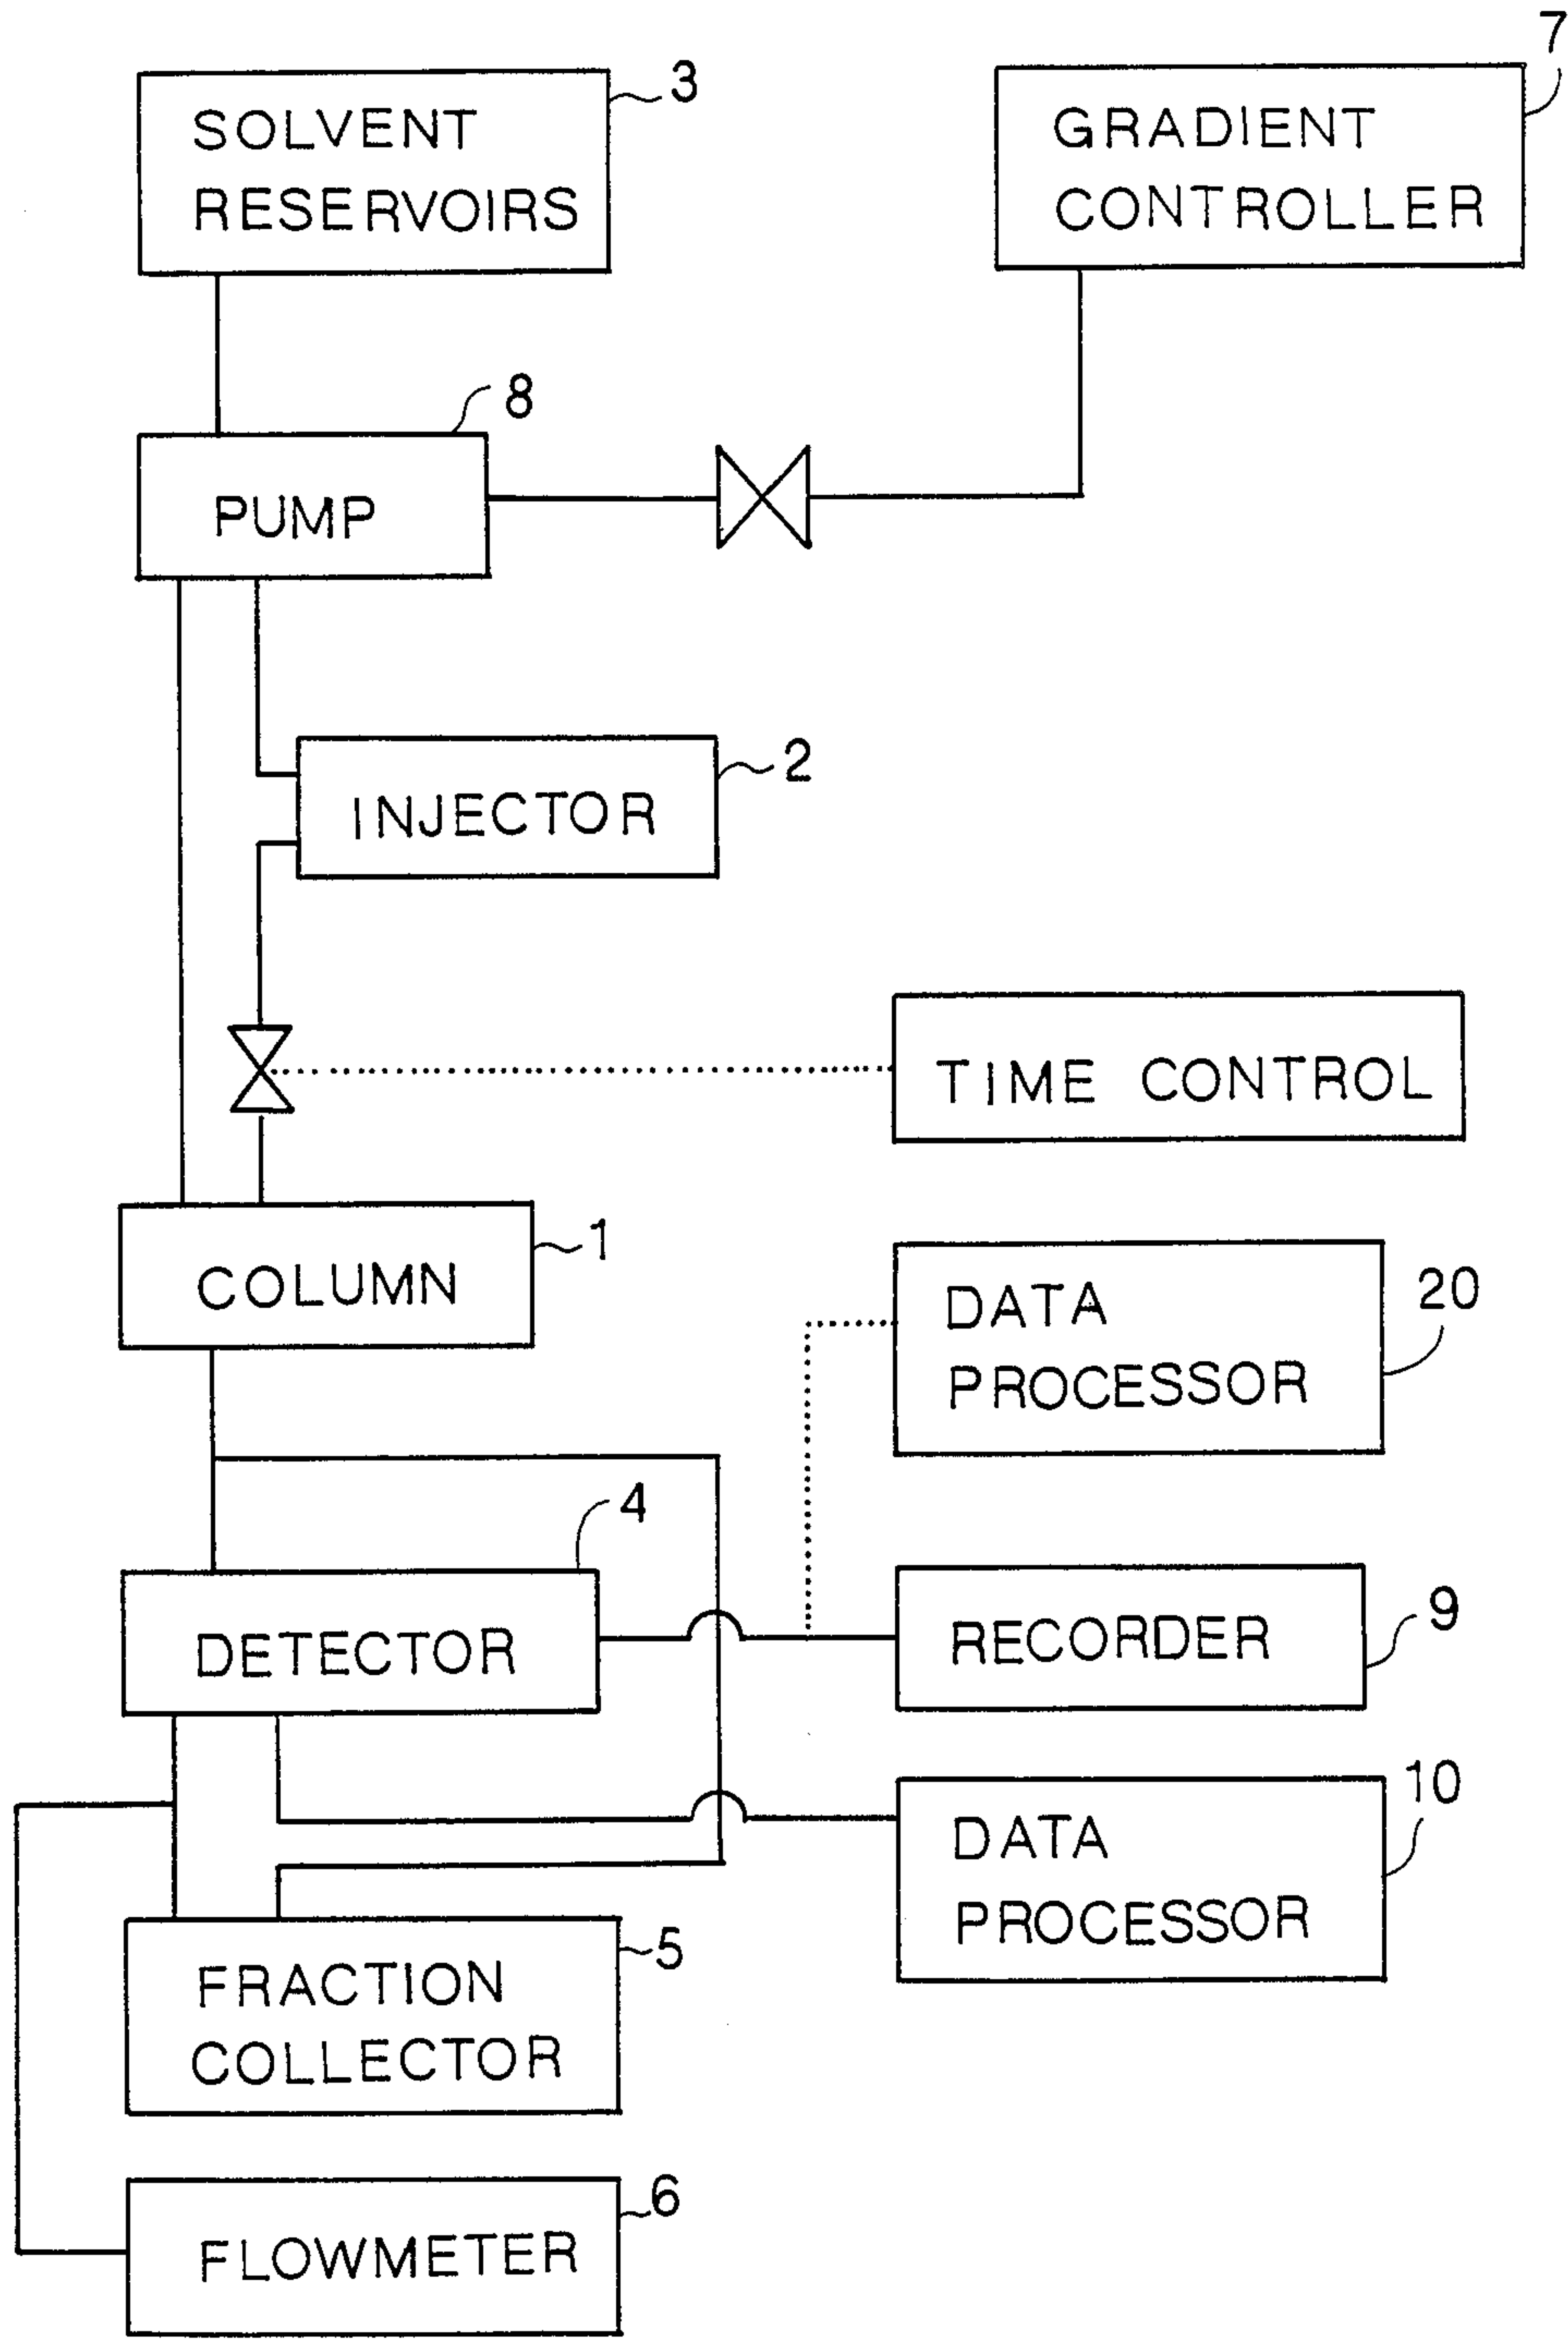 7
3
SOLVENT
RESERVOIRS
GRADIENT
CONTROLLER
8
PUMP
2
INJECTOR
TIME CONTROL
1
COLUMN
20
DATA
PROCESSOR
4
DETECTOR
9
RECORDER
10
DATA
PROCESSOR
5
FRACTION
COLLECTOR
6
FLOWMETER